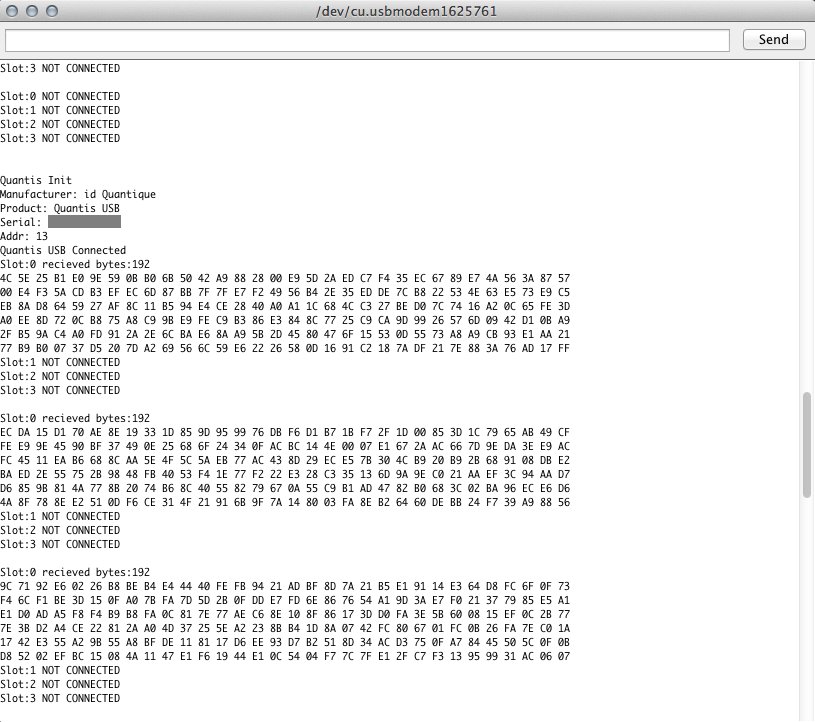 /dev/cu.usbmodem1625761
Send
Slot:3 NOT CONNECTED
Slot:0 NOT CONNECTED
Slot:1 NOT CONNECTED
Slot:2 NOT CONNECTED
Slot:3 NOT CONNECTED
Quantis Init
Manufacturer: id Quantique
Product: Quantis USB
Serial:
Addr: 13
Quantis USB Connected
Slot:0 recieved bytes:192
4C 5E 25 B1 E0 9E 59 0B B0 6B 50 42 A9 88 28 00 E9 5D 2A ED C7 F4 35 EC 67 89 E7 4A 56 3A 87 57
00 E4 F3 5A CD B3 EF EC 6D 87 BB 7F 7F E7 F2 49 56 B4 2E 35 ED DE 7C B8 22 53 4E 63 E5 73 E9 C5
EB 8A D8 64 59 27 AF 8C 11 B5 94 E4 CE 28 40 A0 A1 1C 68 4C C3 27 BE D0 7C 74 16 A2 0C 65 FE 3D
A0 EE 8D 72 0C B8 75 A8 C9 9B E9 FE C9 B3 86 E3 84 8C 77 25 C9 CA 9D 99 26 57 6D 09 42 D1 0B A9
2F B5 9A C4 A0 FD 91 2A 2E 6C BA E6 8A A9 5B 2D 45 80 47 6F 15 53 0D 55 73 A8 A9 CB 93 E1 AA 21
77 B9 B0 07 37 D5 20 7D A2 69 56 6C 59 E6 22 26 58 0D 16 91 C2 18 7A DF 21 7E 88 3A 76 AD 17 FF
Slot:1 NOT CONNECTED
Slot:2 NOT CONNECTED
Slot:3 NOT CONNECTED
Slot:0 recieved bytes:192
EC DA 15 D1 70 AE 8E 19 33 1D 85 9D 95 99 76 DB F6 D1 B7 1B F7 2F 1D 00 85 3D 1C 79 65 AB 49 CF
FE E9 9E 45 90 BF 37 49 0E 25 68 6F 24 34 0F AC BC 14 4E 00 07 E1 67 2A AC 66 7D 9E DA 3E E9 AC
FC 45 11 EA B6 68 8C AA 5E 4F 5C 5A EB 77 AC 43 8D 29 EC E5 7B 30 4C B9 20 B9 2B 68 91 08 DB E2
BA ED 2E 55 75 2B 98 48 FB 40 53 F4 1E 77 F2 22 E3 28 C3 35 13 6D 9A 9E C0 21 AA EF 3C 94 AA D7
D6 85 9B 81 4A 77 8B 20 74 B6 8C 40 55 82 79 67 0A 55 C9 B1 AD 47 82 B0 68 3C 02 BA 96 EC E6 D6
4A 8F 78 8E E2 51 0D F6 CE 31 4F 21 91 6B 9F 7A 14 80 03 FA 8E B2 64 60 DE BB 24 F7 39 A9 88 56
Slot:1 NOT CONNECTED
Slot:2 NOT CONNECTED
Slot:3 NOT CONNECTED
Slot:0 recieved bytes:192
9C 71 92 E6 02 26 B8 BE B4 E4 44 40 FE FB 94 21 AD BF 8D 7A 21 B5 E1 91 14 E3 64 D8 FC 6F 0F 73
F4 6C F1 BE 3D 15 0F A0 7B FA 7D 5D 2B 0F DD E7 FD 6E 86 76 54 A1 9D 3A E7 F0 21 37 79 85 E5 A1
E1 D0 AD A5 F8 F4 B9 B8 FA 0C 81 7E 77 AE C6 8E 10 8F 86 17 3D D0 FA 3E 5B 60 08 15 EF 0C 2B 77
7E 3B D2 A4 CE 22 81 2A A0 4D 37 25 5E A2 23 8B B4 1D 8A 07 42 FC 80 67 01 FC 0B 26 FA 7E C0 1A
17 42 E3 55 A2 9B 55 A8 BF DE 11 81 17 D6 EE 93 D7 B2 51 8D 34 AC D3 75 0F A7 84 45 50 5C 0F 0B
D8 52 02 EF BC 15 08 4A 11 47 E1 F6 19 44 E1 0C 54 04 F7 7C 7F E1 2F C7 F3 13 95 99 31 AC 06 07
Slot:1 NOT CONNECTED
Slot:2 NOT CONNECTED
Slot:3 NOT CONNECTED